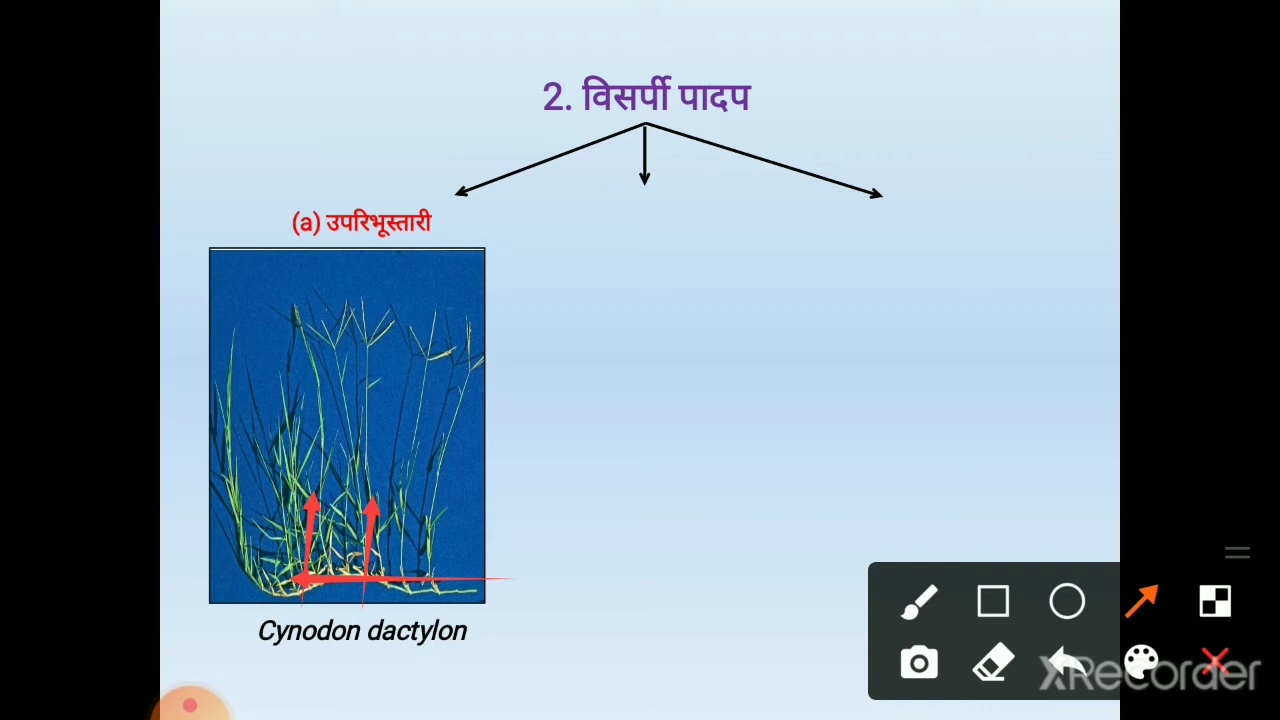 2. विसर्पी पादप
(a) उपरिभूस्तारी
Cynodon dactylon
XRecorder